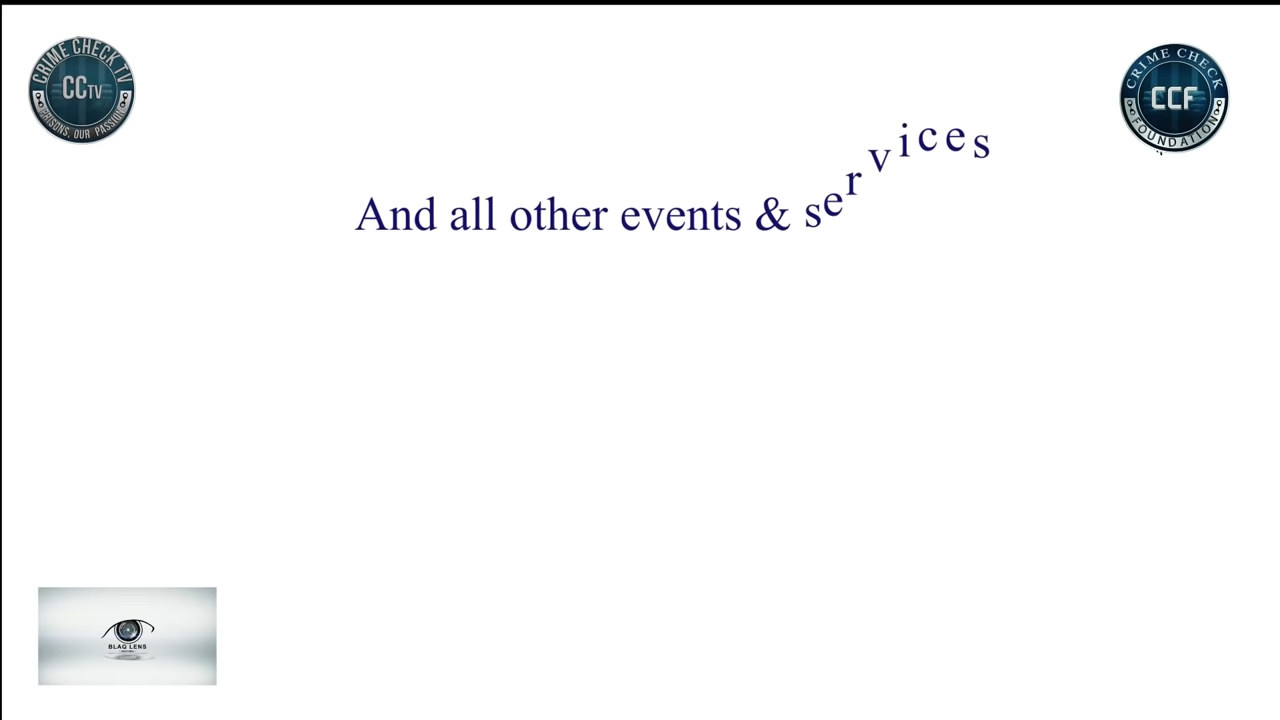 CRIME CHECK TV
CCTV
PRISONS, OUR PASSION
CRIME CHECK
CCF
FOUNDATION
And all other events & services
BLAQ LENS